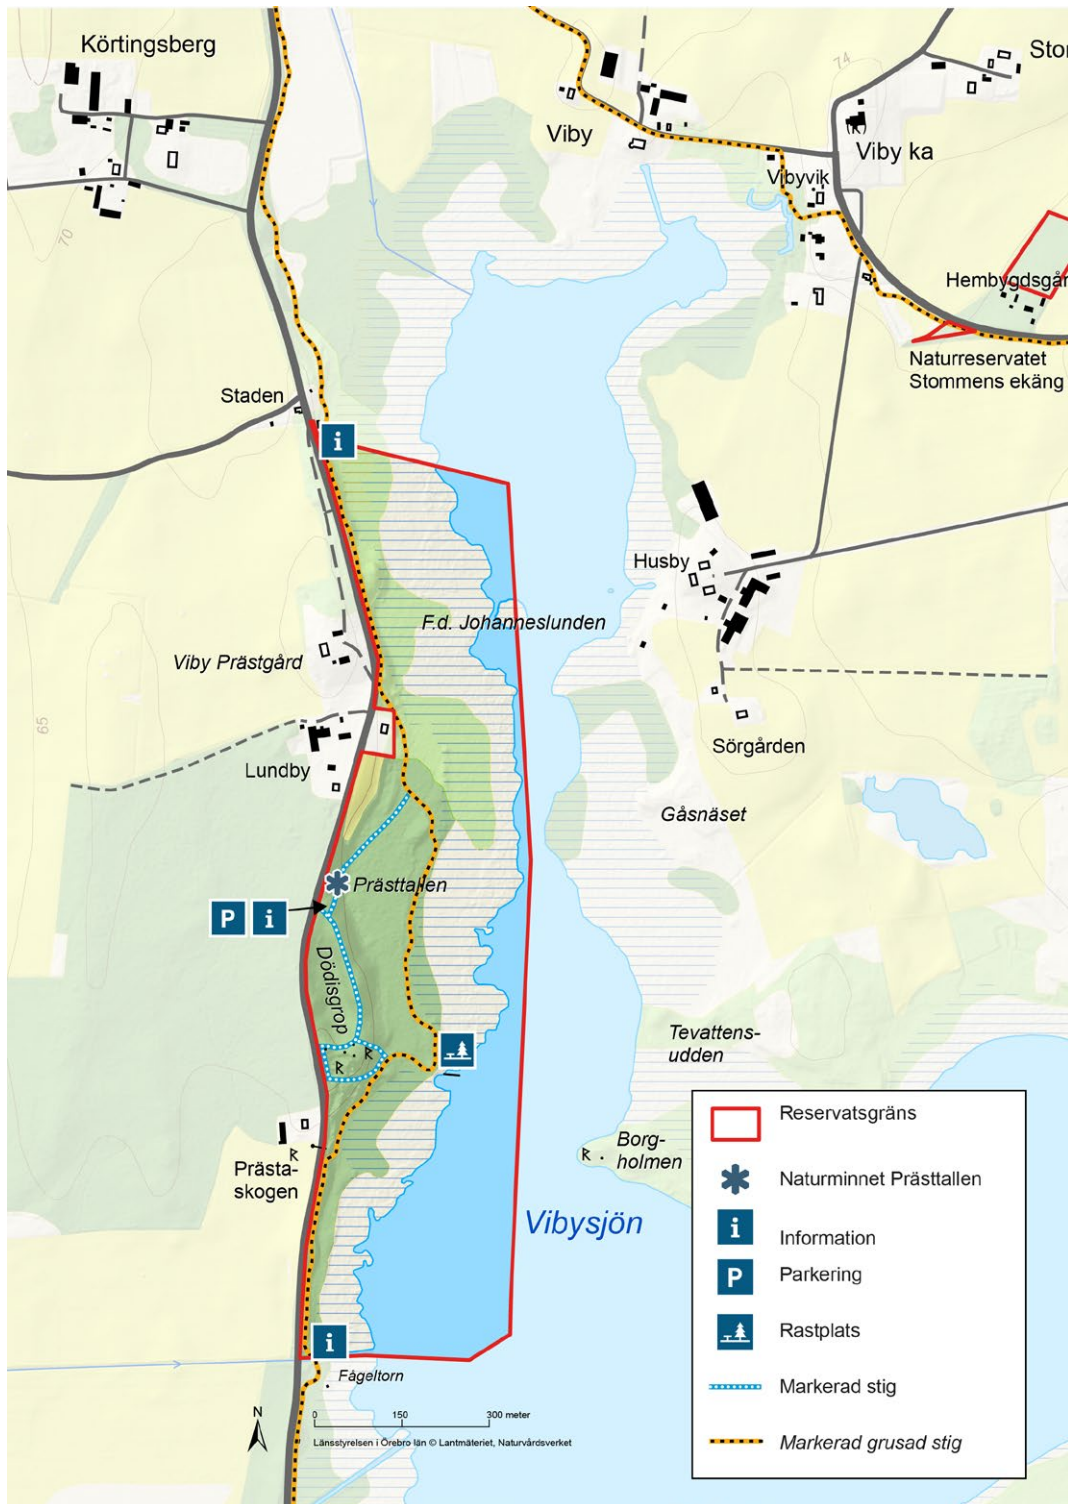 Körtingsberg
Stor
74
Viby
Viby ka
Vibyvik
70
Hembygdsgår
Naturreservatet
Stommens ekäng
Staden
i
Husby
F.d. Johanneslunden
Viby Prästgård
65
Sörgården
Lundby
Gåsnäset
Prästtallen
P i
Dödisgrop
Tevattens-
udden
R
R
Borg-
holmen
R
R
Prästa-
skogen
Vibysjön
i
Fågeltorn
N
0 150 300 meter
Länsstyrelsen i Örebro län © Lantmäteriet, Naturvårdsverket
Reservatsgräns
Naturminnet Prästtallen
i Information
P Parkering
Rastplats
Markerad stig
Markerad grusad stig